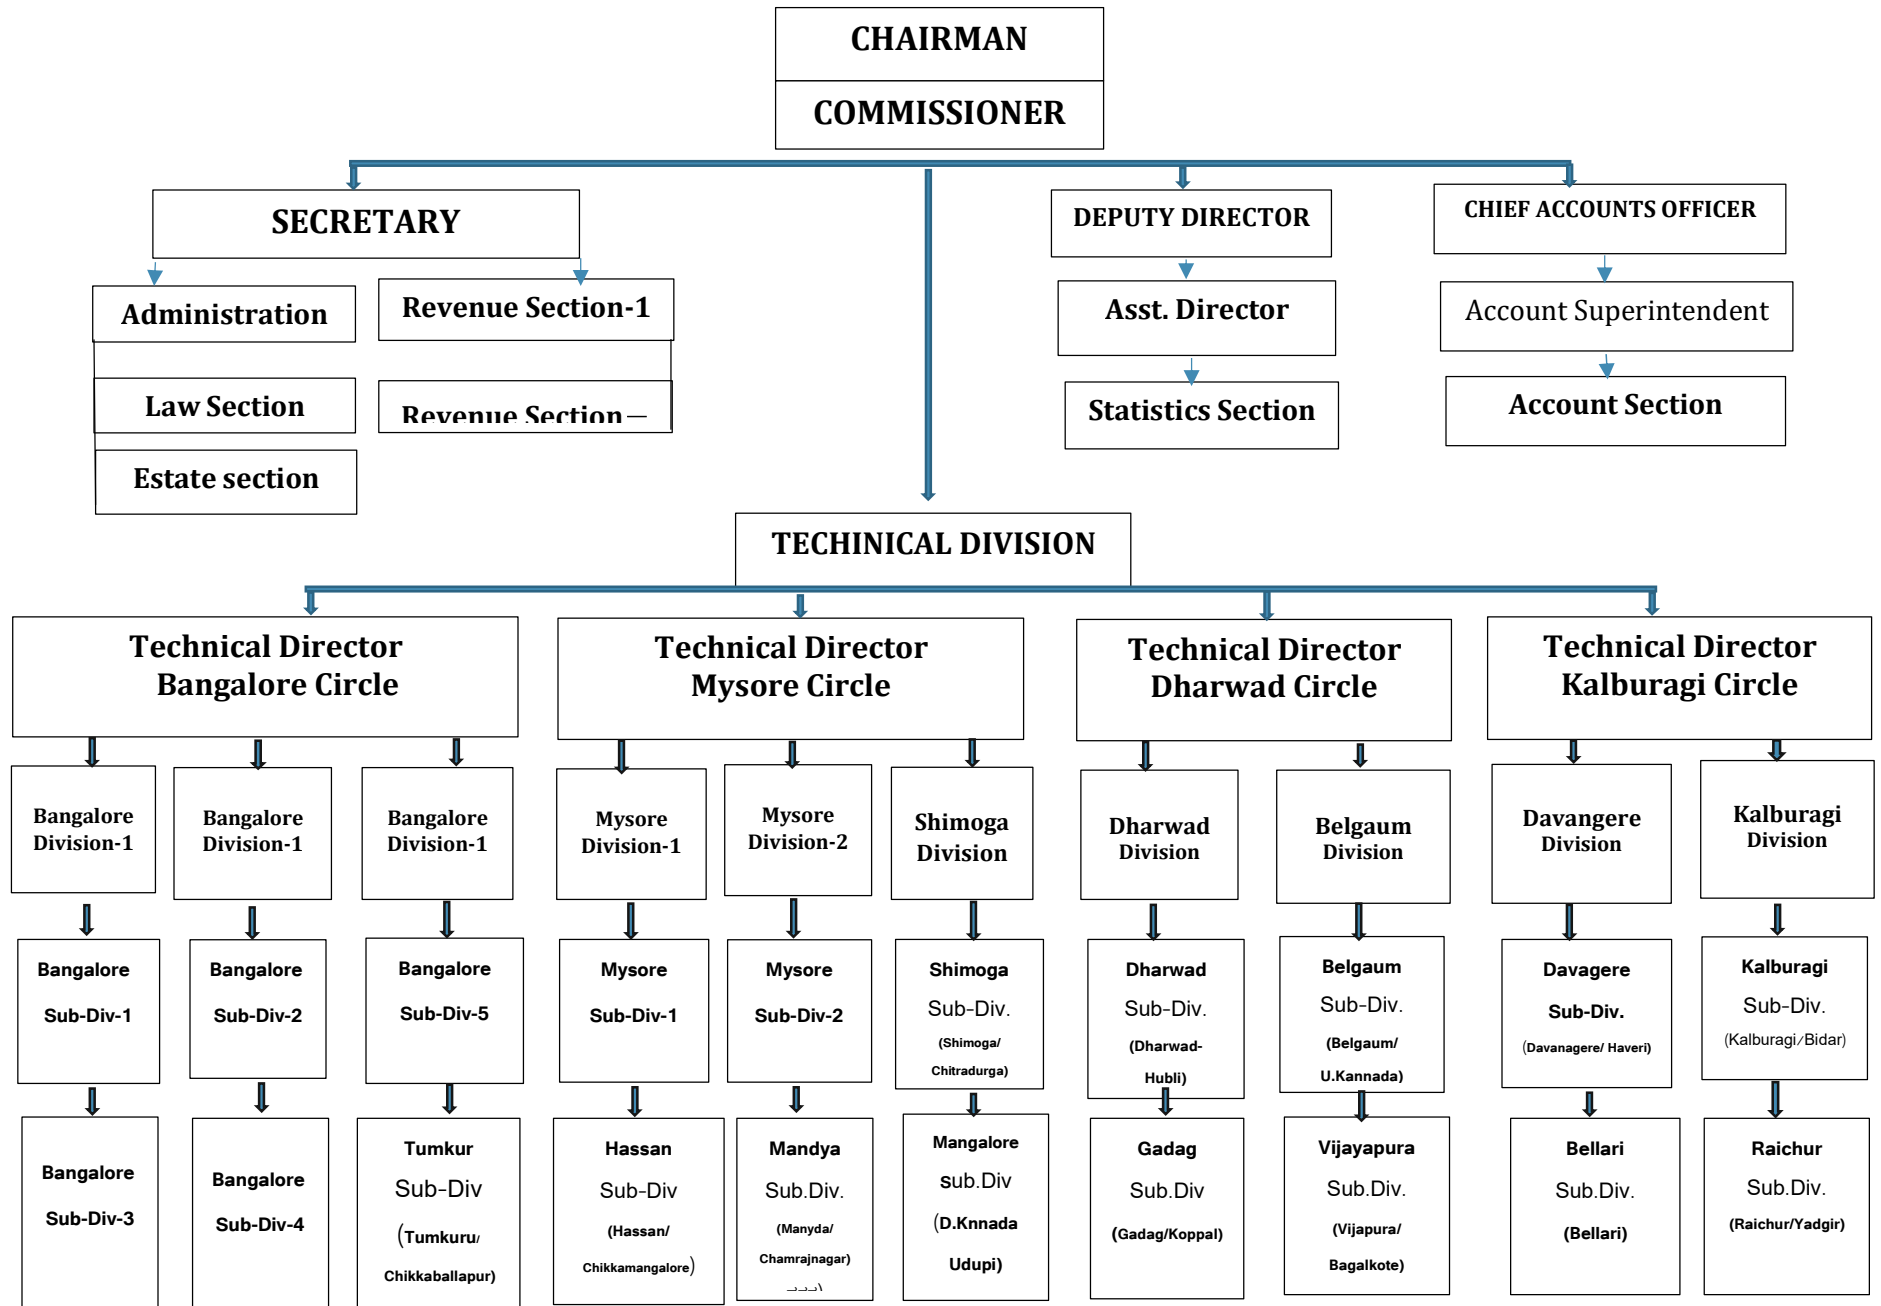 CHAIRMAN
COMMISSIONER
SECRETARY
DEPUTY DIRECTOR
CHIEF ACCOUNTS OFFICER
Administration
Revenue Section-1
Asst. Director
Account Superintendent
Law Section
Revenue Section—
Statistics Section
Account Section
Estate section
TECHINICAL DIVISION
Technical Director
Bangalore Circle
Technical Director
Mysore Circle
Technical Director
Dharwad Circle
Technical Director
Kalburagi Circle
Bangalore
Division-1
Bangalore
Division-1
Bangalore
Division-1
Mysore
Division-1
Mysore
Division-2
Shimoga
Division
Dharwad
Division
Belgaum
Division
Davangere
Division
Kalburagi
Division
Bangalore
Sub-Div-1
Bangalore
Sub-Div-2
Bangalore
Sub-Div-5
Mysore
Sub-Div-1
Mysore
Sub-Div-2
Shimoga
Sub-Div.
(Shimoga/
Chitradurga)
Dharwad
Sub-Div.
(Dharwad-
Hubli)
Belgaum
Sub-Div.
(Belgaum/
U.Kannada)
Davagere
Sub-Div.
(Davanagere/ Haveri)
Kalburagi
Sub-Div.
(Kalburagi/Bidar)
Bangalore
Sub-Div-3
Bangalore
Sub-Div-4
Tumkur
Sub-Div
(Tumkuru/
Chikkaballapur)
Hassan
Sub-Div
(Hassan/
Chikkamangalore)
Mandya
Sub.Div.
(Manyda/
Chamrajnagar)
Mangalore
sub.Div
(D.Knnada
Udupi)
Gadag
Sub.Div
(Gadag/Koppal)
Vijayapura
Sub.Div.
(Vijapura/
Bagalkote)
Bellari
Sub.Div.
(Bellari)
Raichur
Sub.Div.
(Raichur/Yadgir)